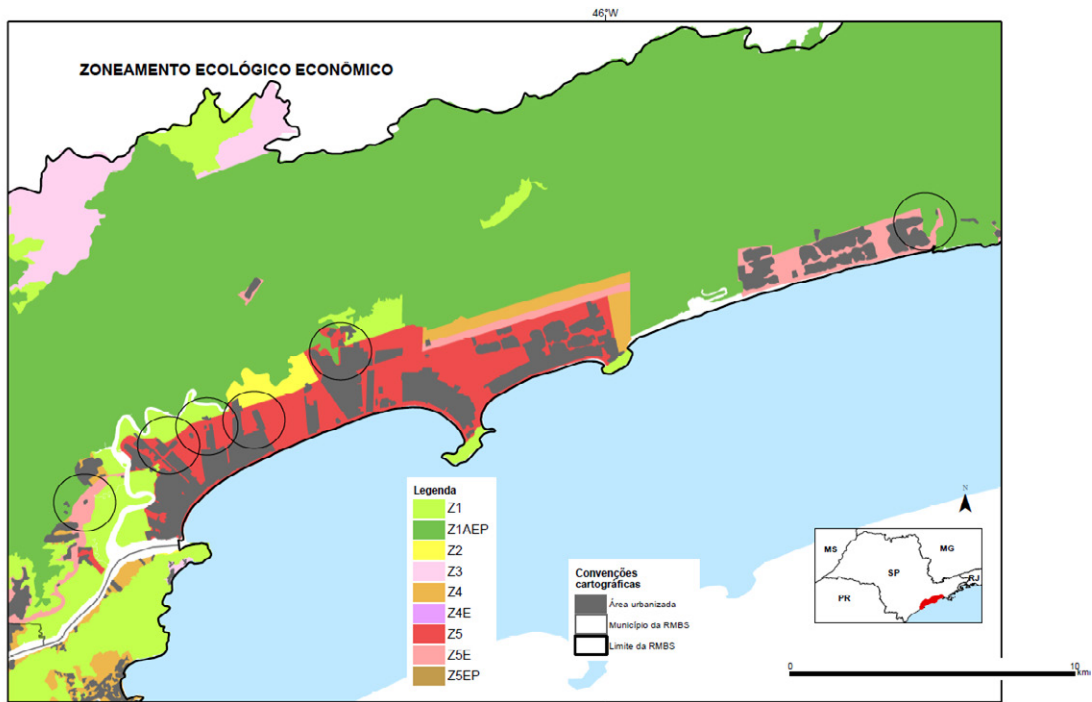 46°W
ZONEAMENTO ECOLÓGICO ECONÔMICO
Legenda
Z1
Z1AEP
Z2
Z3
Z4
Z4E
Z5
Z5E
Z5EP
Convenções
cartográficas
Área urbanizada
Município da RMBS
Limite da RMBS
N
MS
MG
SP
RJ
PR
0
10
km